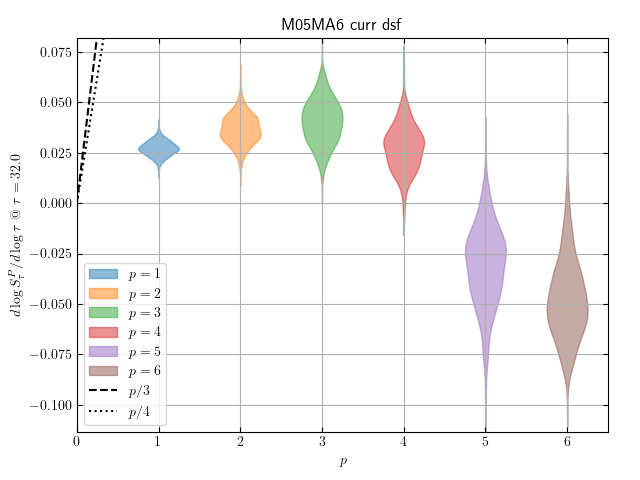 M05MA6 curr dsf
d log S_τ^P / d log τ @ τ = 32.0
0.075
0.050
0.025
0.000
−0.025
−0.050
−0.075
−0.100
p = 1
p = 2
p = 3
p = 4
p = 5
p = 6
p/3
p/4
0 1 2 3 4 5 6
p